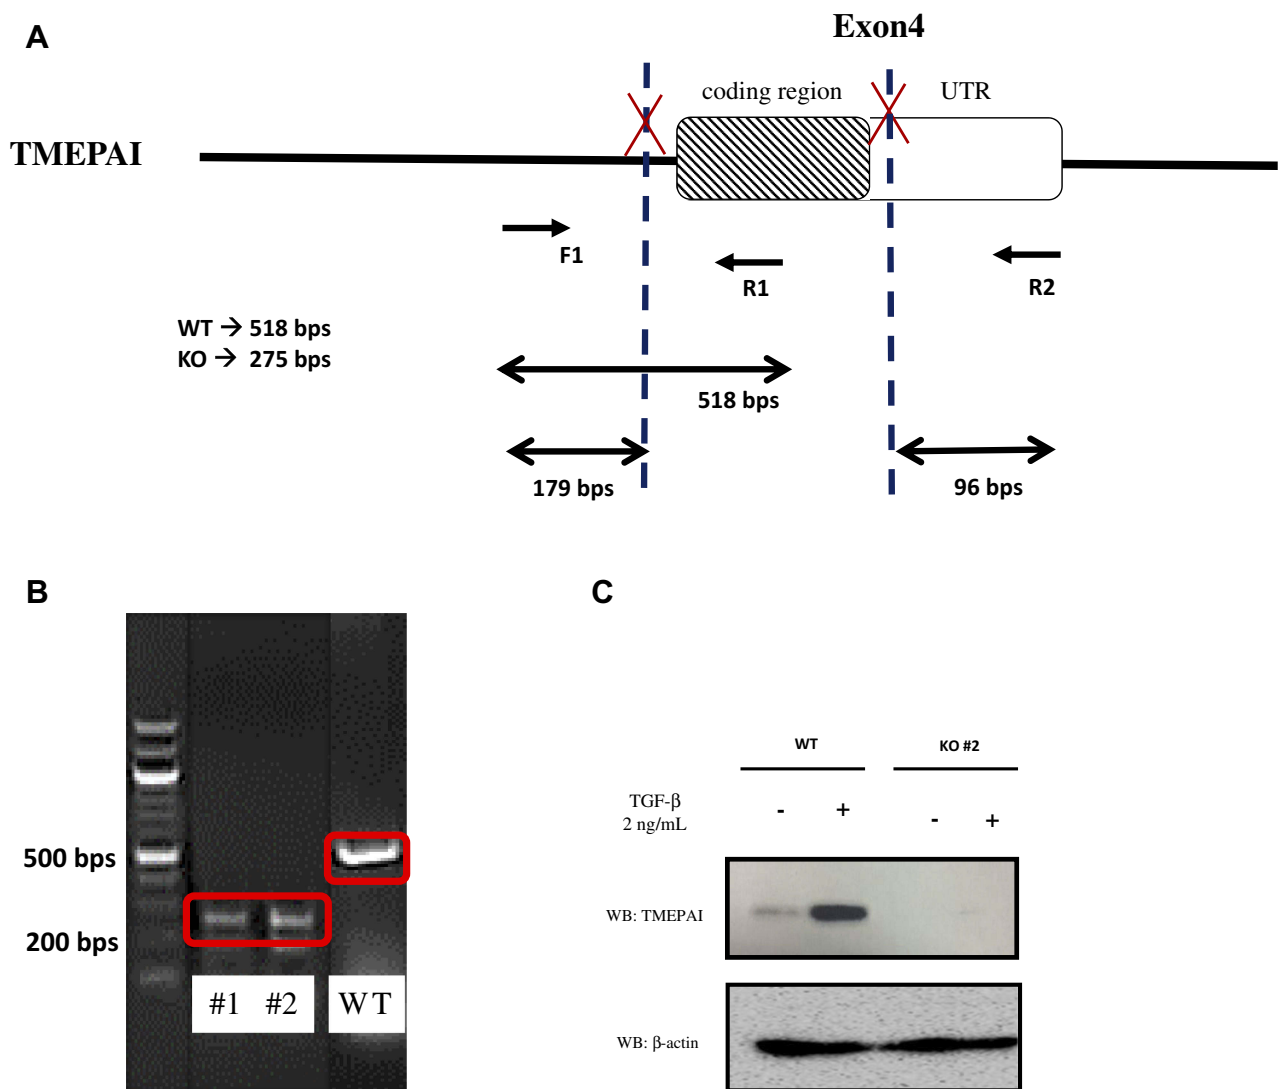 A
Exon4
coding region
UTR
TMEPAI
F1
R1
R2
WT → 518 bps
KO → 275 bps
518 bps
179 bps
96 bps
B
500 bps
200 bps
#1 #2 WT
C
WT
KO #2
TGF-β
2 ng/mL
- + - +
WB: TMEPAI
WB: β-actin